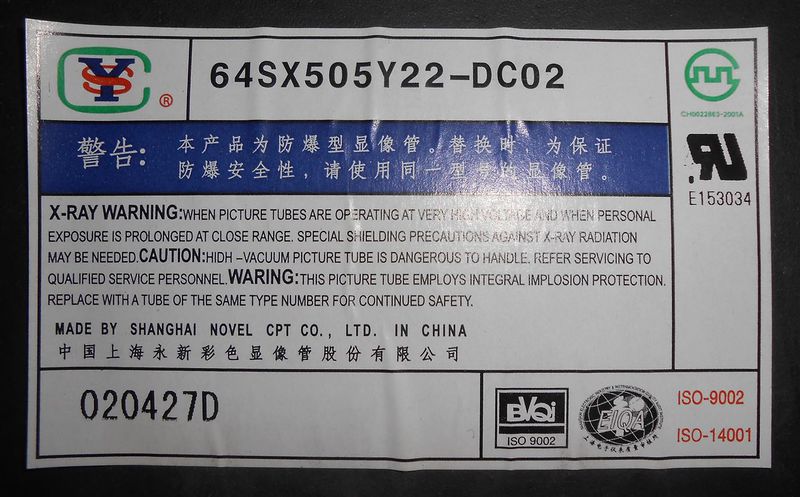 YS
®
64SX505Y22-DC02
CH0022863-2001A
警告:
本产品为防爆型显像管。替换时,为保证
防爆安全性,请使用同一型号的显像管。
UR
E153034
X-RAY WARNING:WHEN PICTURE TUBES ARE OPERATING AT VERY HIGH VOLTAGE AND WHEN PERSONAL
EXPOSURE IS PROLONGED AT CLOSE RANGE. SPECIAL SHIELDING PRECAUTIONS AGAINST X-RAY RADIATION
MAY BE NEEDED.CAUTION:HIDH -VACUUM PICTURE TUBE IS DANGEROUS TO HANDLE. REFER SERVICING TO
QUALIFIED SERVICE PERSONNEL.WARING:THIS PICTURE TUBE EMPLOYS INTEGRAL IMPLOSION PROTECTION.
REPLACE WITH A TUBE OF THE SAME TYPE NUMBER FOR CONTINUED SAFETY.
MADE BY SHANGHAI NOVEL CPT CO., LTD. IN CHINA
中国上海永新彩色显像管股份有限公司
020427D
BVQi
ISO 9002
EIQA
ISO-9002
ISO-14001